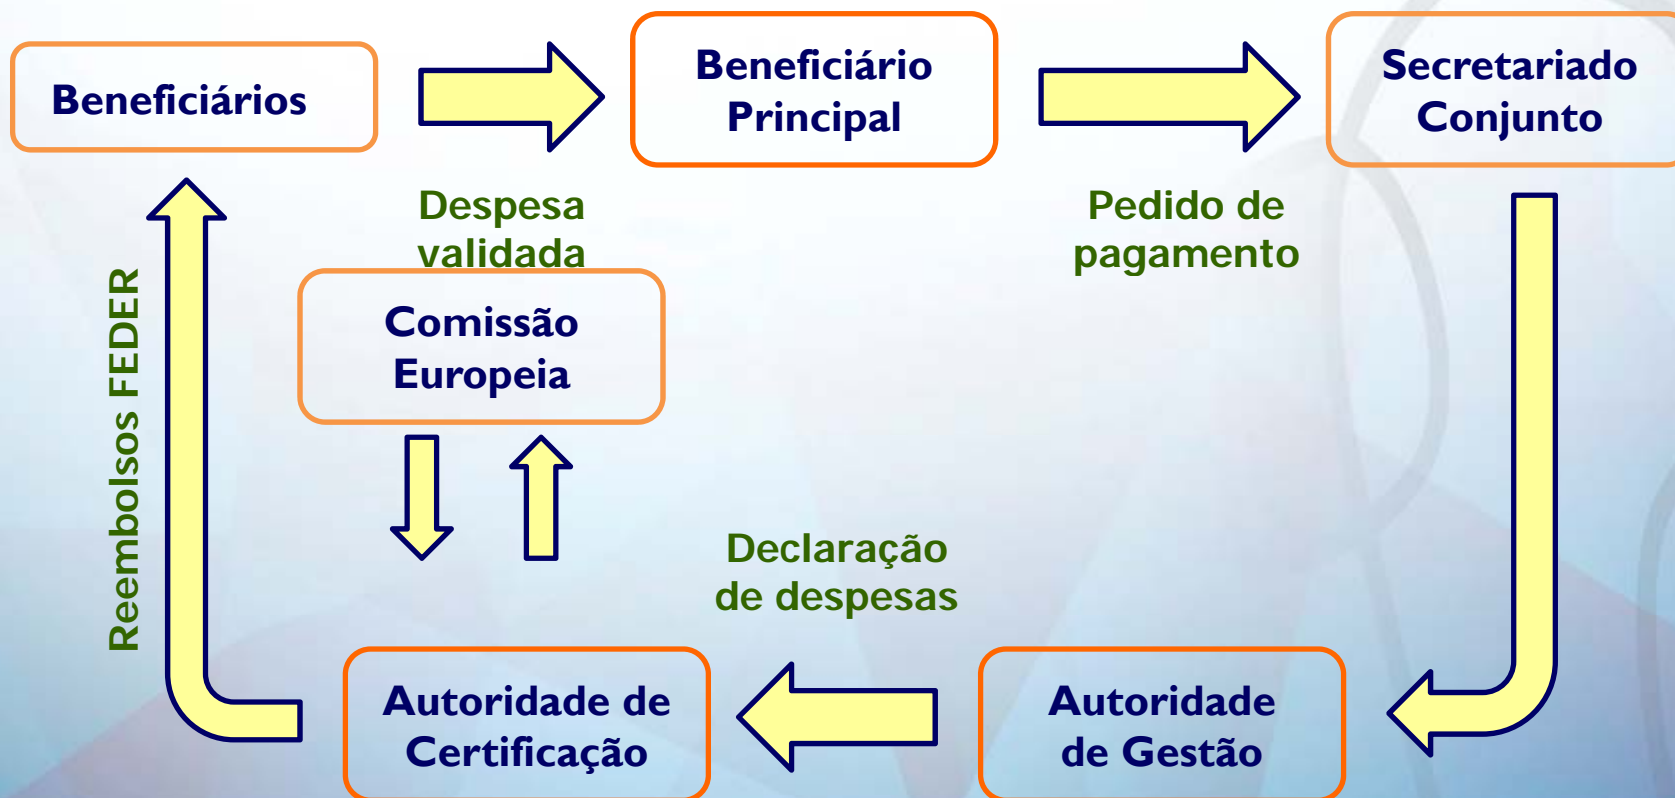 Beneficiários
Beneficiário
Principal
Secretariado
Conjunto
Despesa
validada
Pedido de
pagamento
Comissão
Europeia
Reembolsos FEDER
Declaração
de despesas
Autoridade de
Certificação
Autoridade
de Gestão